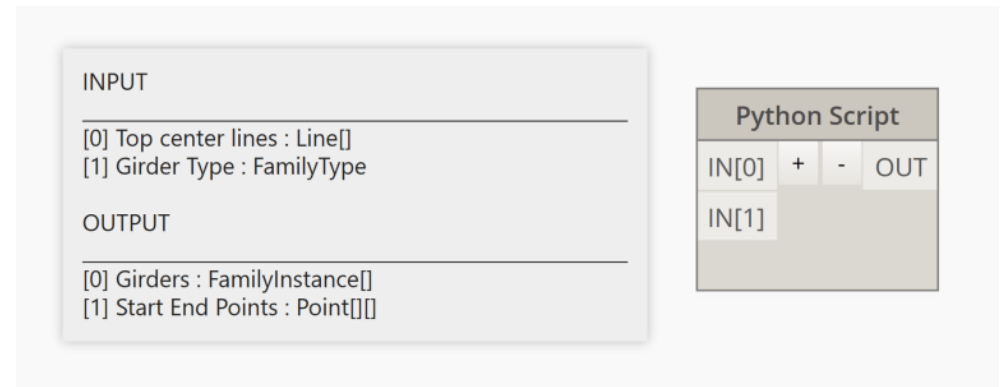 INPUT
[0] Top center lines : Line[]
[1] Girder Type : FamilyType
OUTPUT
[0] Girders : FamilyInstance[]
[1] Start End Points : Point[][]
Python Script
IN[0] + - OUT
IN[1]